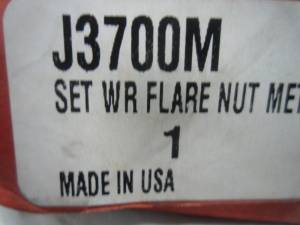 J3700M
SET WR FLARE NUT MET
1
MADE IN USA